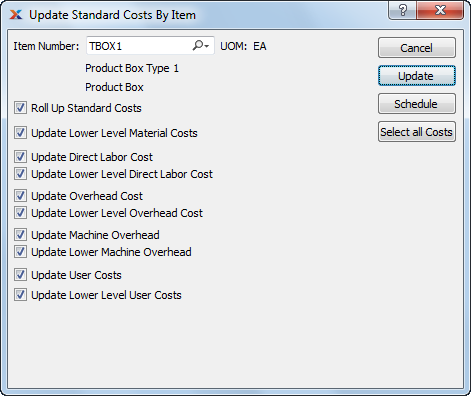 Update Standard Costs By Item
?
Item Number: TBOX1 UOM: EA
Product Box Type 1
Product Box
Cancel
Update
Schedule
Select all Costs
Roll Up Standard Costs
Update Lower Level Material Costs
Update Direct Labor Cost
Update Lower Level Direct Labor Cost
Update Overhead Cost
Update Lower Level Overhead Cost
Update Machine Overhead
Update Lower Machine Overhead
Update User Costs
Update Lower Level User Costs